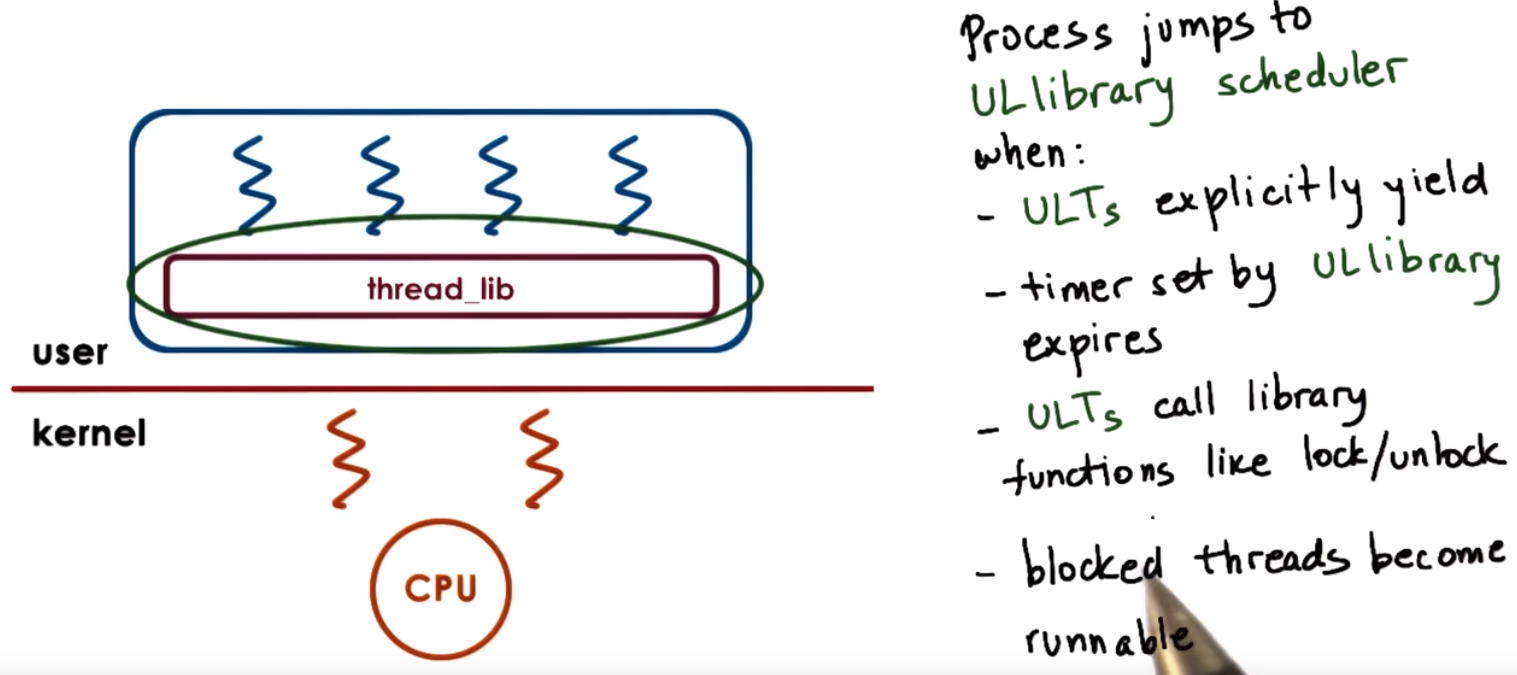 Process jumps to
ULlibrary scheduler
when:
- ULTs explicitly yield
- timer set by ULlibrary
expires
- ULTs call library
functions like lock/unlock
- blocked threads become
runnable
thread_lib
user
kernel
CPU